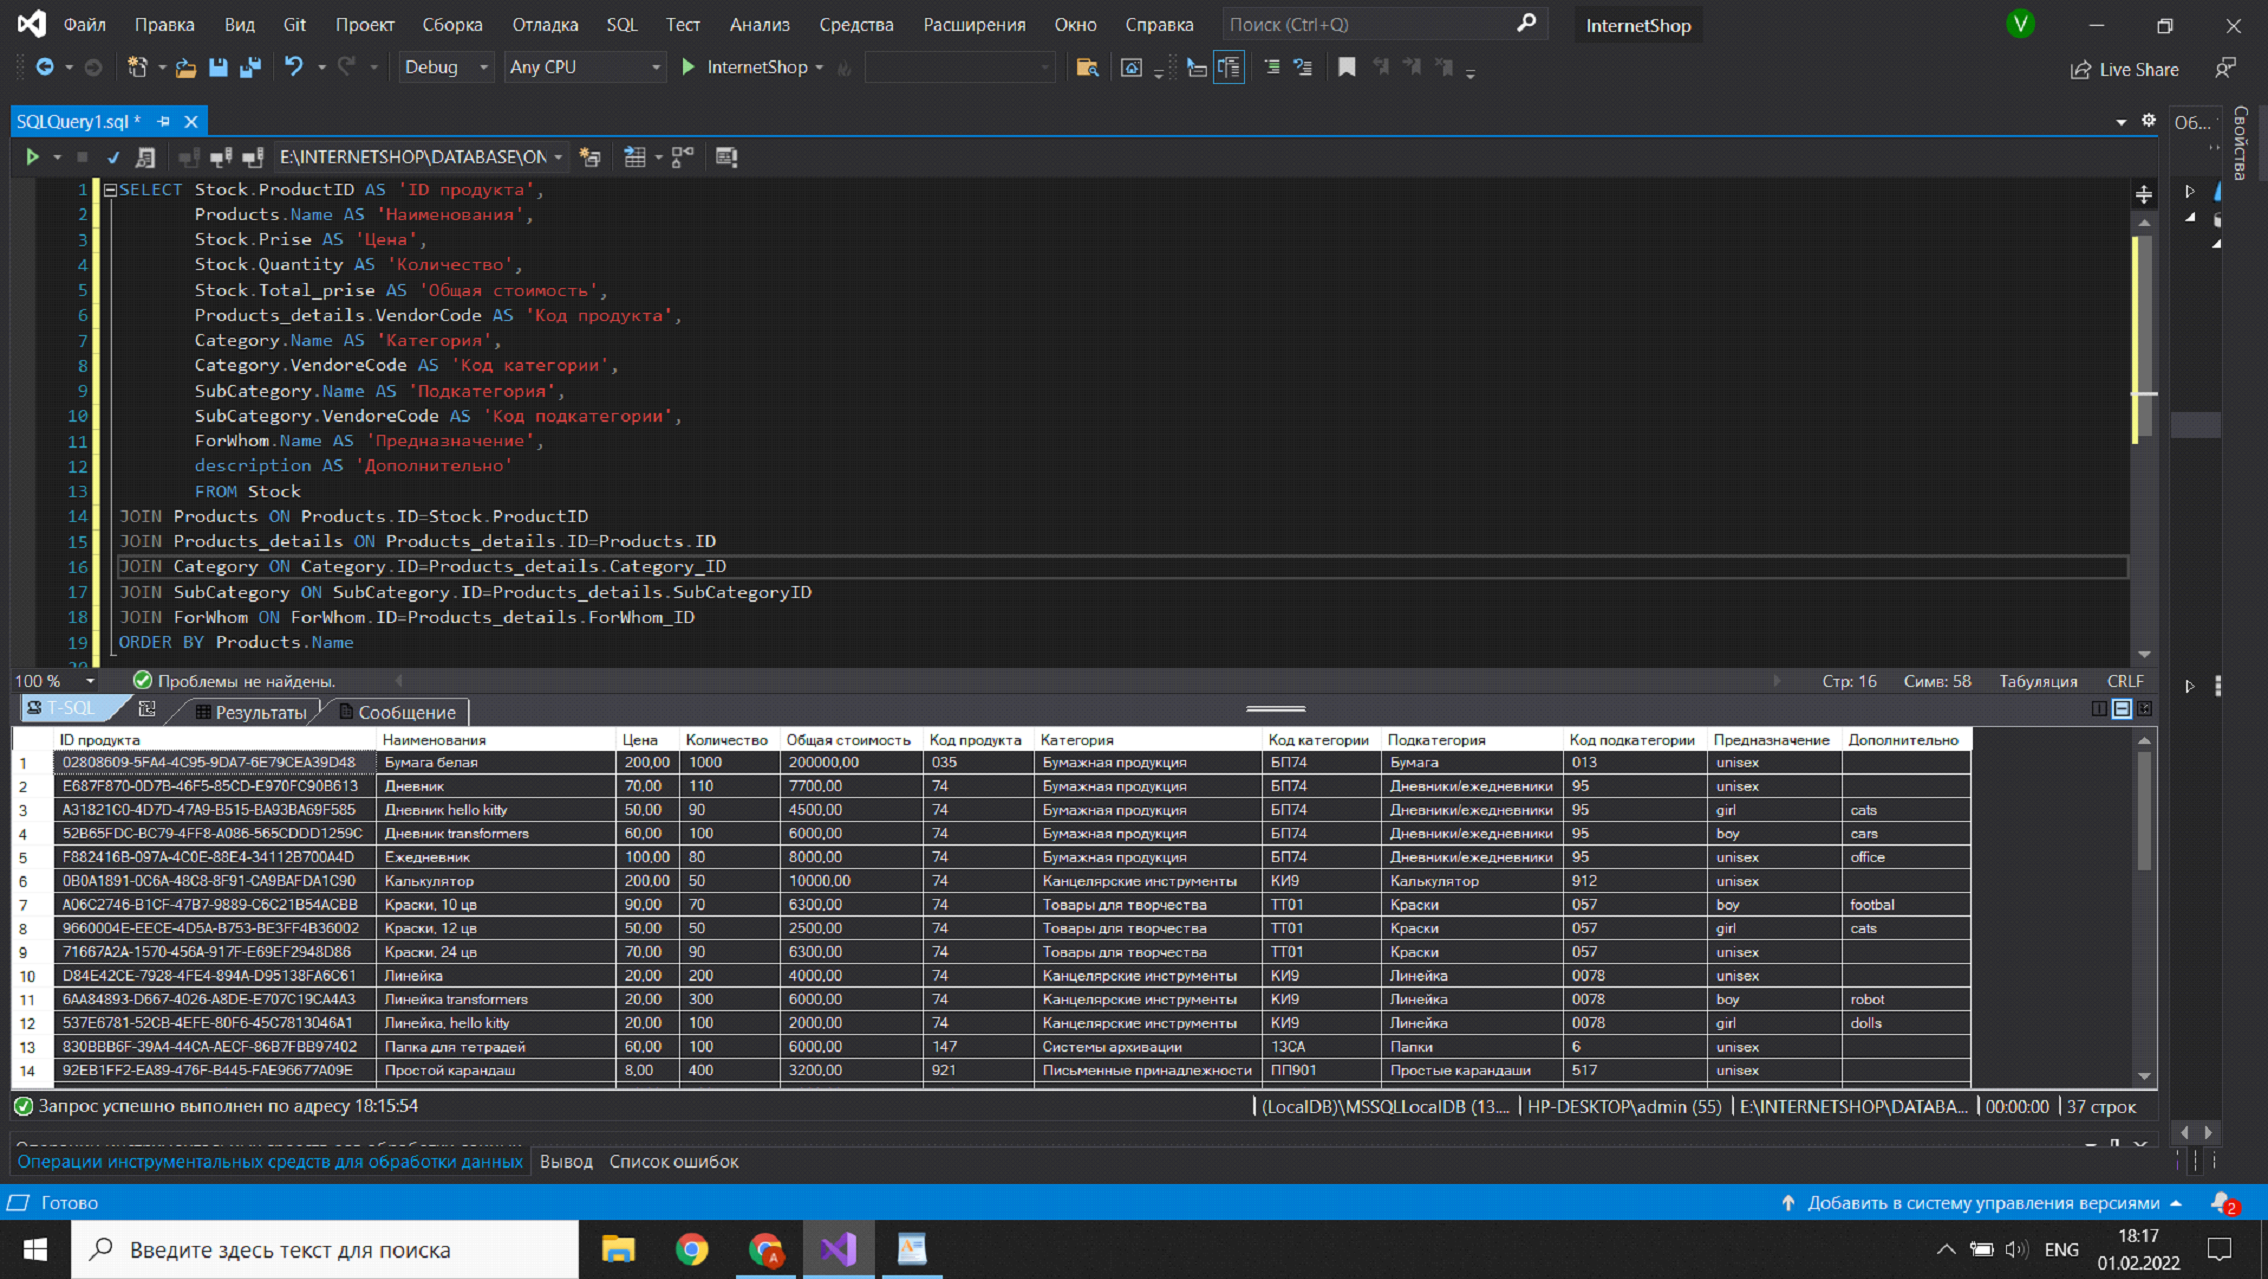 Файл Правка Вид Git Проект Сборка Отладка SQL Тест Анализ Средства Расширения Окно Справка Поиск (Ctrl+Q) InternetShop V
Debug Any CPU InternetShop Live Share
SQLQuery1.sql * Об...
Свойства
E:\INTERNETSHOP\DATABASE\ON
1 SELECT Stock.ProductID AS 'ID продукта',
2 Products.Name AS 'Наименования',
3 Stock.Prise AS 'Цена',
4 Stock.Quantity AS 'Количество',
5 Stock.Total_prise AS 'Общая стоимость',
6 Products_details.VendorCode AS 'Код продукта',
7 Category.Name AS 'Категория',
8 Category.VendoreCode AS 'Код категории',
9 SubCategory.Name AS 'Подкатегория',
10 SubCategory.VendoreCode AS 'Код подкатегории',
11 ForWhom.Name AS 'Предназначение',
12 description AS 'Дополнительно'
13 FROM Stock
14 JOIN Products ON Products.ID=Stock.ProductID
15 JOIN Products_details ON Products_details.ID=Products.ID
16 JOIN Category ON Category.ID=Products_details.Category_ID
17 JOIN SubCategory ON SubCategory.ID=Products_details.SubCategoryID
18 JOIN ForWhom ON ForWhom.ID=Products_details.ForWhom_ID
19 ORDER BY Products.Name
20
100 % Проблемы не найдены. Стр: 16 Симв: 58 Табуляция CRLF
T-SQL Результаты Сообщение
ID продукта Наименования Цена Количество Общая стоимость Код продукта Категория Код категории Подкатегория Код подкатегории Предназначение Дополнительно
1 02808609-5FA4-4C95-9DA7-6E79CEA39D48 Бумага белая 200,00 1000 200000,00 035 Бумажная продукция БП74 Бумага 013 unisex
2 E687F870-0D7B-46F5-85CD-E970FC90B613 Дневник 70,00 110 7700,00 74 Бумажная продукция БП74 Дневники/ежедневники 95 unisex
3 A31821C0-4D7D-47A9-B515-BA93BA69F585 Дневник hello kitty 50,00 90 4500,00 74 Бумажная продукция БП74 Дневники/ежедневники 95 girl cats
4 52B65FDC-BC79-4FF8-A086-565CDDD1259C Дневник transformers 60,00 100 6000,00 74 Бумажная продукция БП74 Дневники/ежедневники 95 boy cars
5 F882416B-097A-4C0E-88E4-34112B700A4D Ежедневник 100,00 80 8000,00 74 Бумажная продукция БП74 Дневники/ежедневники 95 unisex office
6 0B0A1891-0C6A-48C8-8F91-CA9BAFDA1C90 Калькулятор 200,00 50 10000,00 74 Канцелярские инструменты КИ9 Калькулятор 912 unisex
7 A06C2746-B1CF-47B7-9889-C6C21B54ACBB Краски, 10 цв 90,00 70 6300,00 74 Товары для творчества ТТ01 Краски 057 boy footbal
8 9660004E-EECE-4D5A-B753-BE3FF4B36002 Краски, 12 цв 50,00 50 2500,00 74 Товары для творчества ТТ01 Краски 057 girl cats
9 71667A2A-1570-456A-917F-E69EF2948D86 Краски, 24 цв 70,00 90 6300,00 74 Товары для творчества ТТ01 Краски 057 unisex
10 D84E42CE-7928-4FE4-894A-D95138FA6C61 Линейка 20,00 200 4000,00 74 Канцелярские инструменты КИ9 Линейка 0078 unisex
11 6AA84893-D667-4026-A8DE-E707C19CA4A3 Линейка transformers 20,00 300 6000,00 74 Канцелярские инструменты КИ9 Линейка 0078 boy robot
12 537E6781-52CB-4EFE-80F6-45C7813046A1 Линейка, hello kitty 20,00 100 2000,00 74 Канцелярские инструменты КИ9 Линейка 0078 girl dolls
13 830BBB6F-39A4-44CA-AECF-86B7FBB97402 Папка для тетрадей 60,00 100 6000,00 147 Системы архивации 13СА Папки 6 unisex
14 92EB1FF2-EA89-476F-B445-FAE96677A09E Простой карандаш 8,00 400 3200,00 921 Письменные принадлежности ПП901 Простые карандаши 517 unisex
Запрос успешно выполнен по адресу 18:15:54 (LocalDB)\MSSQLLocalDB (13.... HP-DESKTOP\admin (55) E:\INTERNETSHOP\DATABA... 00:00:00 37 строк
Операции инструментальных средств для обработки данных
Операции инструментальных средств для обработки данных Вывод Список ошибок
Готово Добавить в систему управления версиями 2
Введите здесь текст для поиска A ENG 18:17
01.02.2022